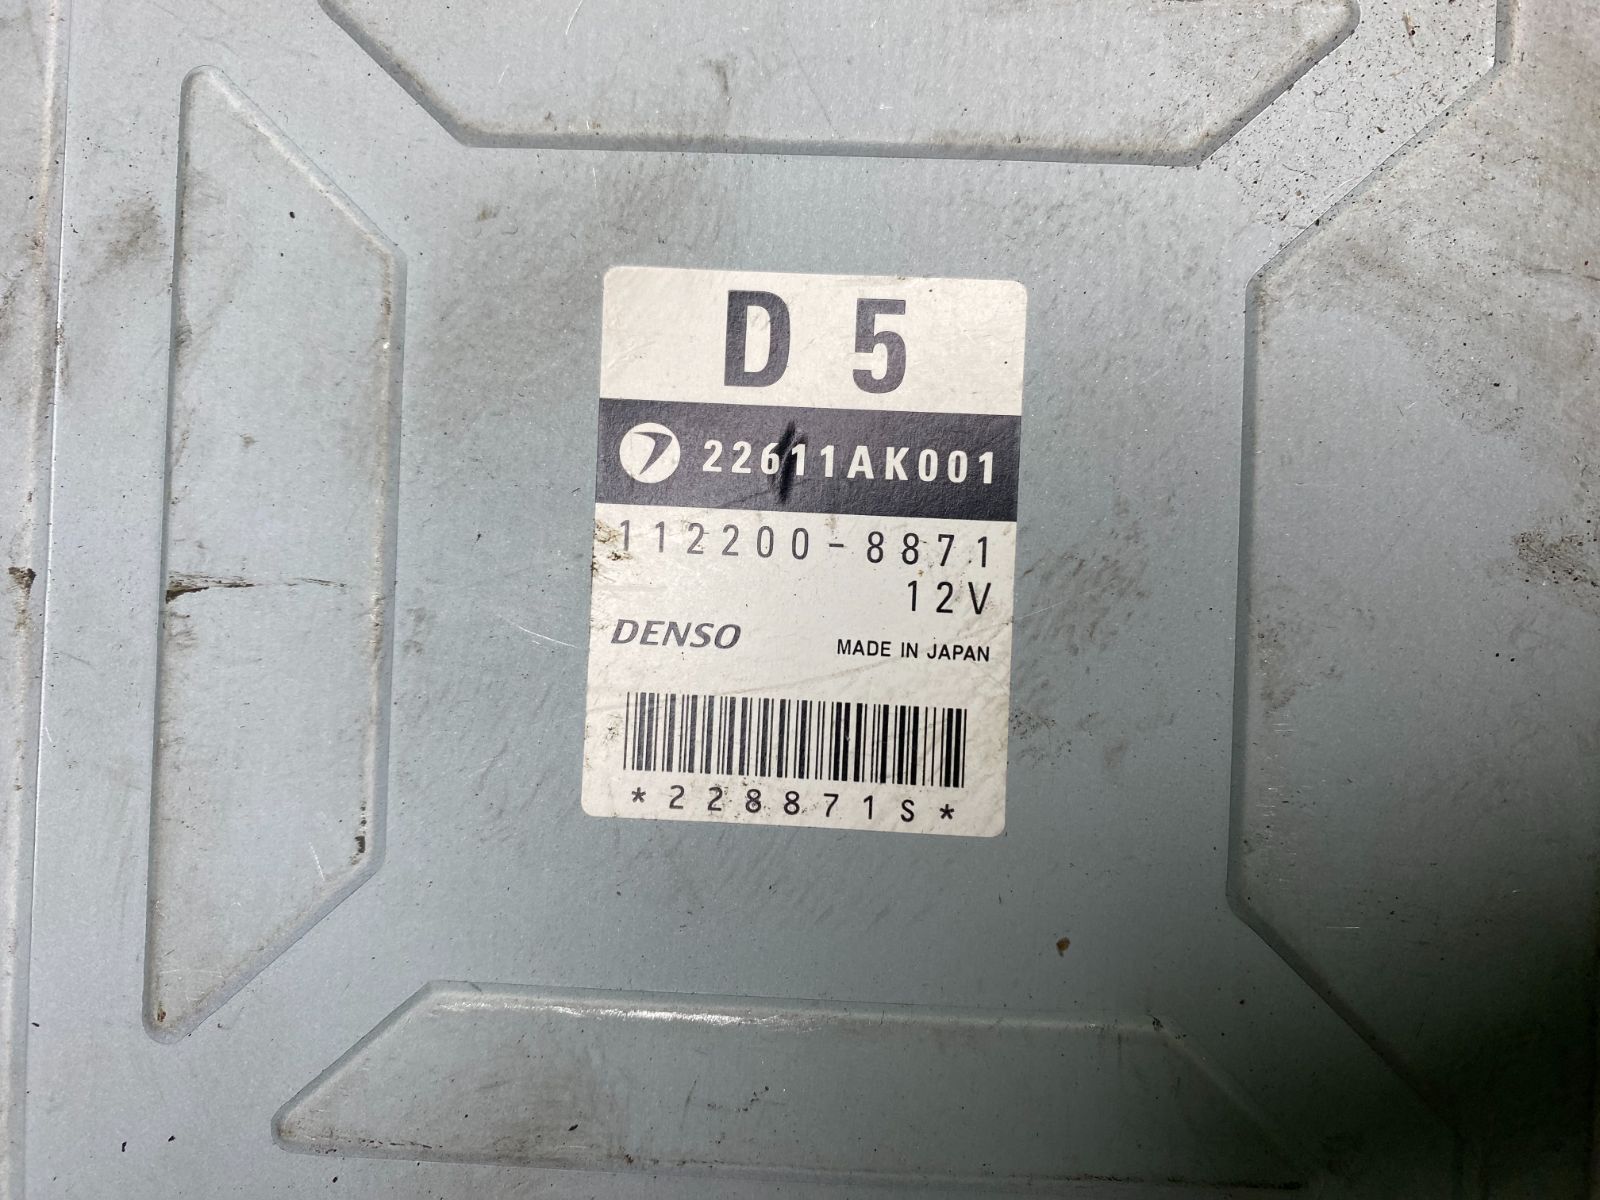 D 5
22611AK001
112200-8871
12V
DENSO
MADE IN JAPAN
*228871S*